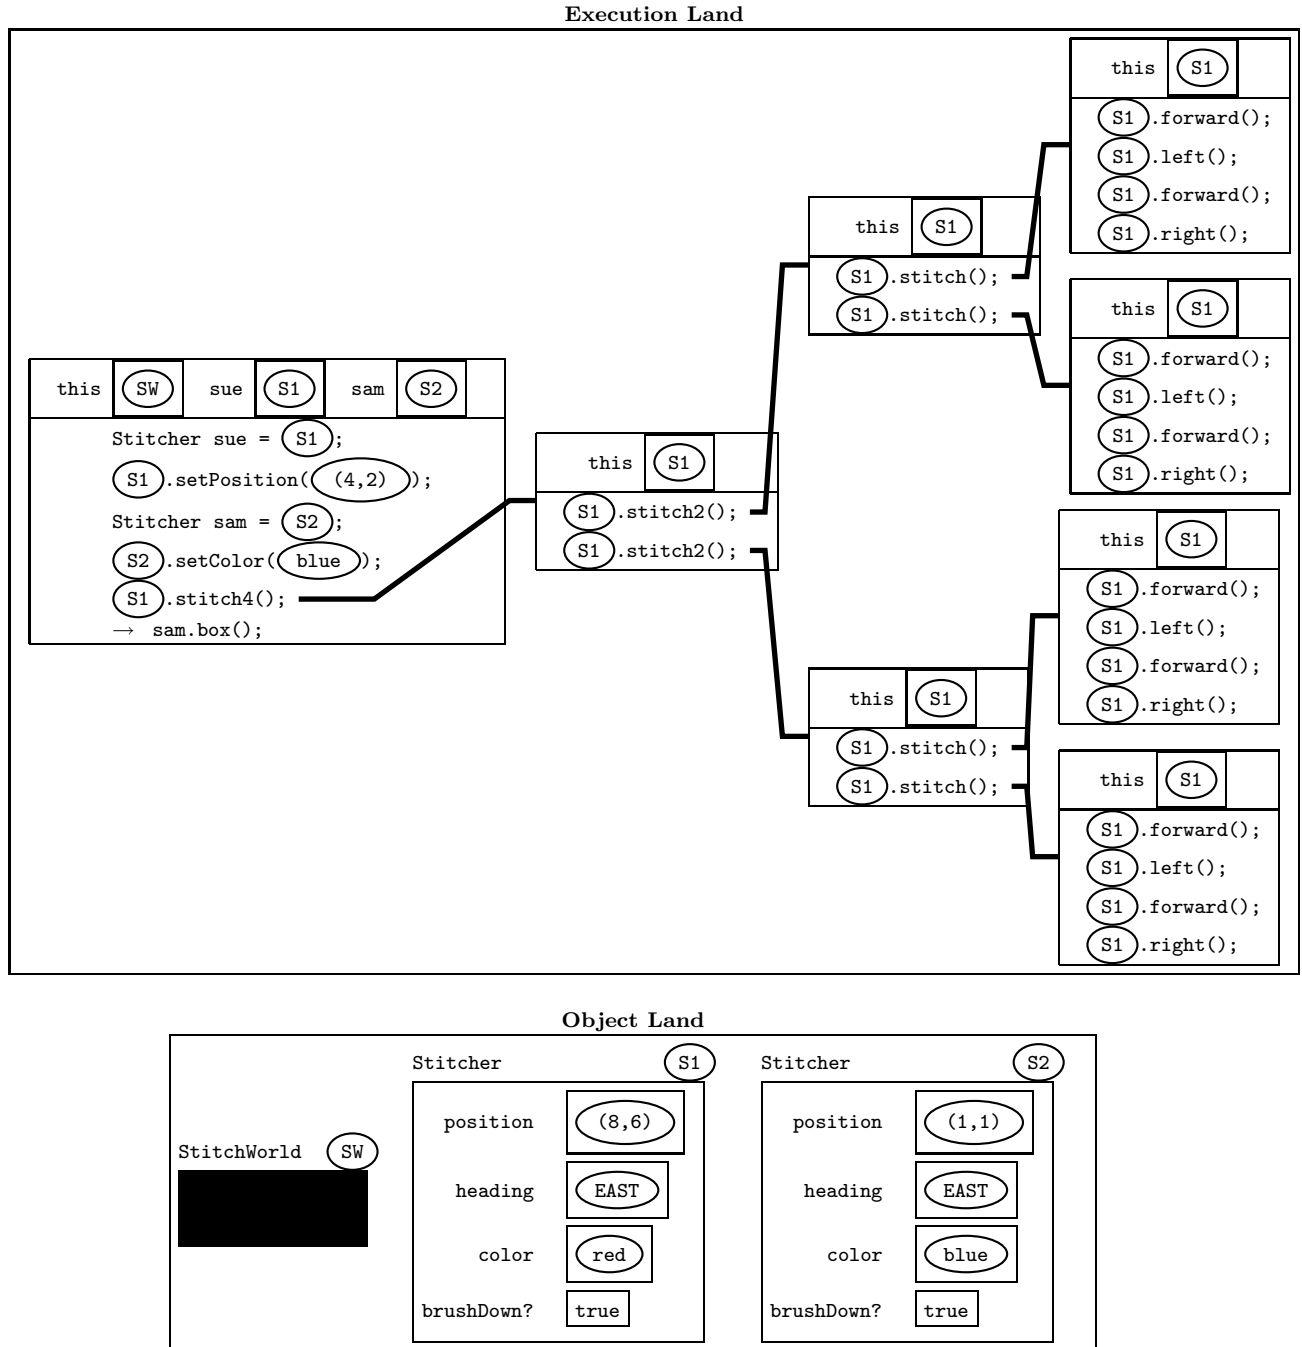 Execution Land
this SW sue S1 sam S2
Stitcher sue = S1 ;
S1 .setPosition( (4,2) );
Stitcher sam = S2 ;
S2 .setColor( blue );
S1 .stitch4();
→ sam.box();
this S1
S1 .stitch2();
S1 .stitch2();
this S1
S1 .stitch();
S1 .stitch();
this S1
S1 .forward();
S1 .left();
S1 .forward();
S1 .right();
this S1
S1 .forward();
S1 .left();
S1 .forward();
S1 .right();
this S1
S1 .stitch();
S1 .stitch();
this S1
S1 .forward();
S1 .left();
S1 .forward();
S1 .right();
this S1
S1 .forward();
S1 .left();
S1 .forward();
S1 .right();
Object Land
StitchWorld SW
Stitcher S1
position (8,6)
heading EAST
color red
brushDown? true
Stitcher S2
position (1,1)
heading EAST
color blue
brushDown? true